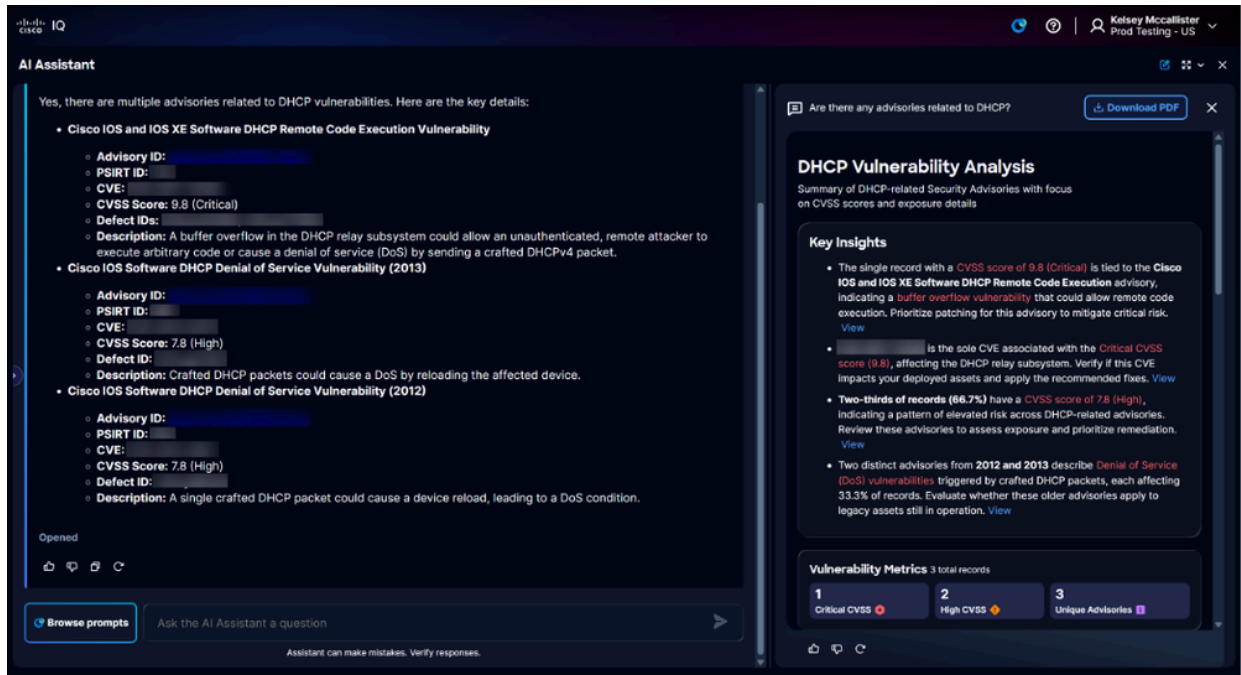 cisco IQ
Kelsey Mccallister
Prod Testing - US
AI Assistant
Yes, there are multiple advisories related to DHCP vulnerabilities. Here are the key details:
• Cisco IOS and IOS XE Software DHCP Remote Code Execution Vulnerability
◦ Advisory ID:
◦ PSIRT ID:
◦ CVE:
◦ CVSS Score: 9.8 (Critical)
◦ Defect IDs:
◦ Description: A buffer overflow in the DHCP relay subsystem could allow an unauthenticated, remote attacker to
execute arbitrary code or cause a denial of service (DoS) by sending a crafted DHCPv4 packet.
• Cisco IOS Software DHCP Denial of Service Vulnerability (2013)
◦ Advisory ID:
◦ PSIRT ID:
◦ CVE:
◦ CVSS Score: 7.8 (High)
◦ Defect ID:
◦ Description: Crafted DHCP packets could cause a DoS by reloading the affected device.
• Cisco IOS Software DHCP Denial of Service Vulnerability (2012)
◦ Advisory ID:
◦ PSIRT ID:
◦ CVE:
◦ CVSS Score: 7.8 (High)
◦ Defect ID:
◦ Description: A single crafted DHCP packet could cause a device reload, leading to a DoS condition.
Opened
Browse prompts
Ask the AI Assistant a question
Assistant can make mistakes. Verify responses.
Are there any advisories related to DHCP?
Download PDF
DHCP Vulnerability Analysis
Summary of DHCP-related Security Advisories with focus
on CVSS scores and exposure details
Key Insights
• The single record with a CVSS score of 9.8 (Critical) is tied to the Cisco
IOS and IOS XE Software DHCP Remote Code Execution advisory,
indicating a buffer overflow vulnerability that could allow remote code
execution. Prioritize patching for this advisory to mitigate critical risk.
View
• is the sole CVE associated with the Critical CVSS
score (9.8), affecting the DHCP relay subsystem. Verify if this CVE
impacts your deployed assets and apply the recommended fixes. View
• Two-thirds of records (66.7%) have a CVSS score of 7.8 (High),
indicating a pattern of elevated risk across DHCP-related advisories.
Review these advisories to assess exposure and prioritize remediation.
View
• Two distinct advisories from 2012 and 2013 describe Denial of Service
(DoS) vulnerabilities triggered by crafted DHCP packets, each affecting
33.3% of records. Evaluate whether these older advisories apply to
legacy assets still in operation. View
Vulnerability Metrics 3 total records
1
Critical CVSS
2
High CVSS
3
Unique Advisories